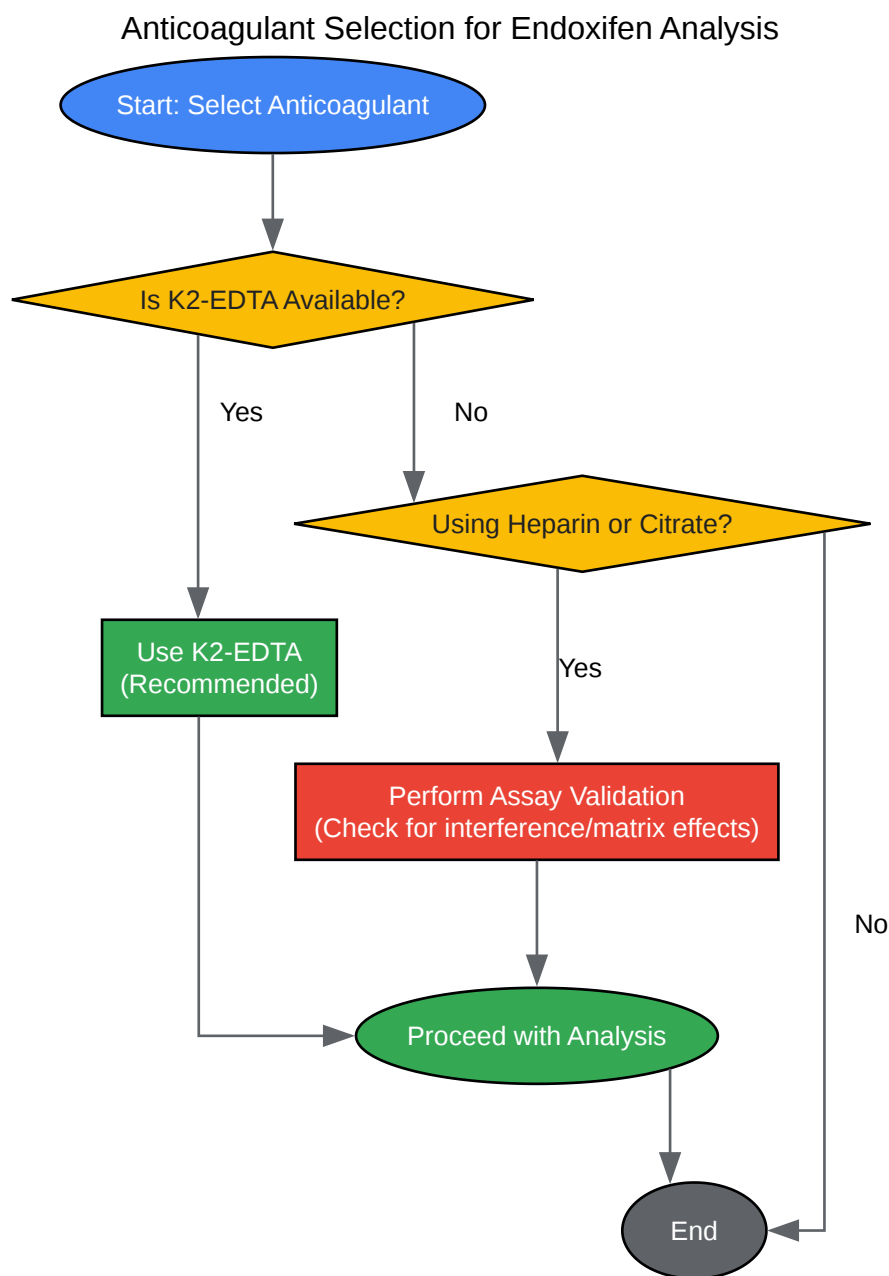 Anticoagulant Selection for Endoxifen Analysis
Start: Select Anticoagulant
Is K2-EDTA Available?
Yes
No
Using Heparin or Citrate?
Use K2-EDTA
(Recommended)
Yes
Perform Assay Validation
(Check for interference/matrix effects)
No
Proceed with Analysis
End